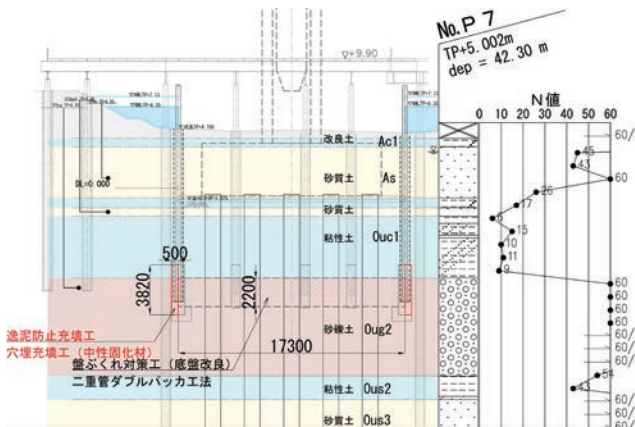 No.P 7
TP+5.002m
dep = 42.30 m
N値
0 10 20 30 40 50 60
▽+9.90
DL=0.000
改良土 Ac1
As
砂質土
砂質土
粘性土 Ouc1
砂礫土 Oug2
粘性土 Ous2
砂質土 Ous3
500
3820
2200
17300
逸泥防止充填工
穴埋充填工(中性固化材)
盤ぶくれ対策工(底盤改良)
二重管ダブルパッカ工法
60/
45
43
60
26
17
6
15
10
11
9
60
60
60
60
60/
60/
54
43
60/
60/